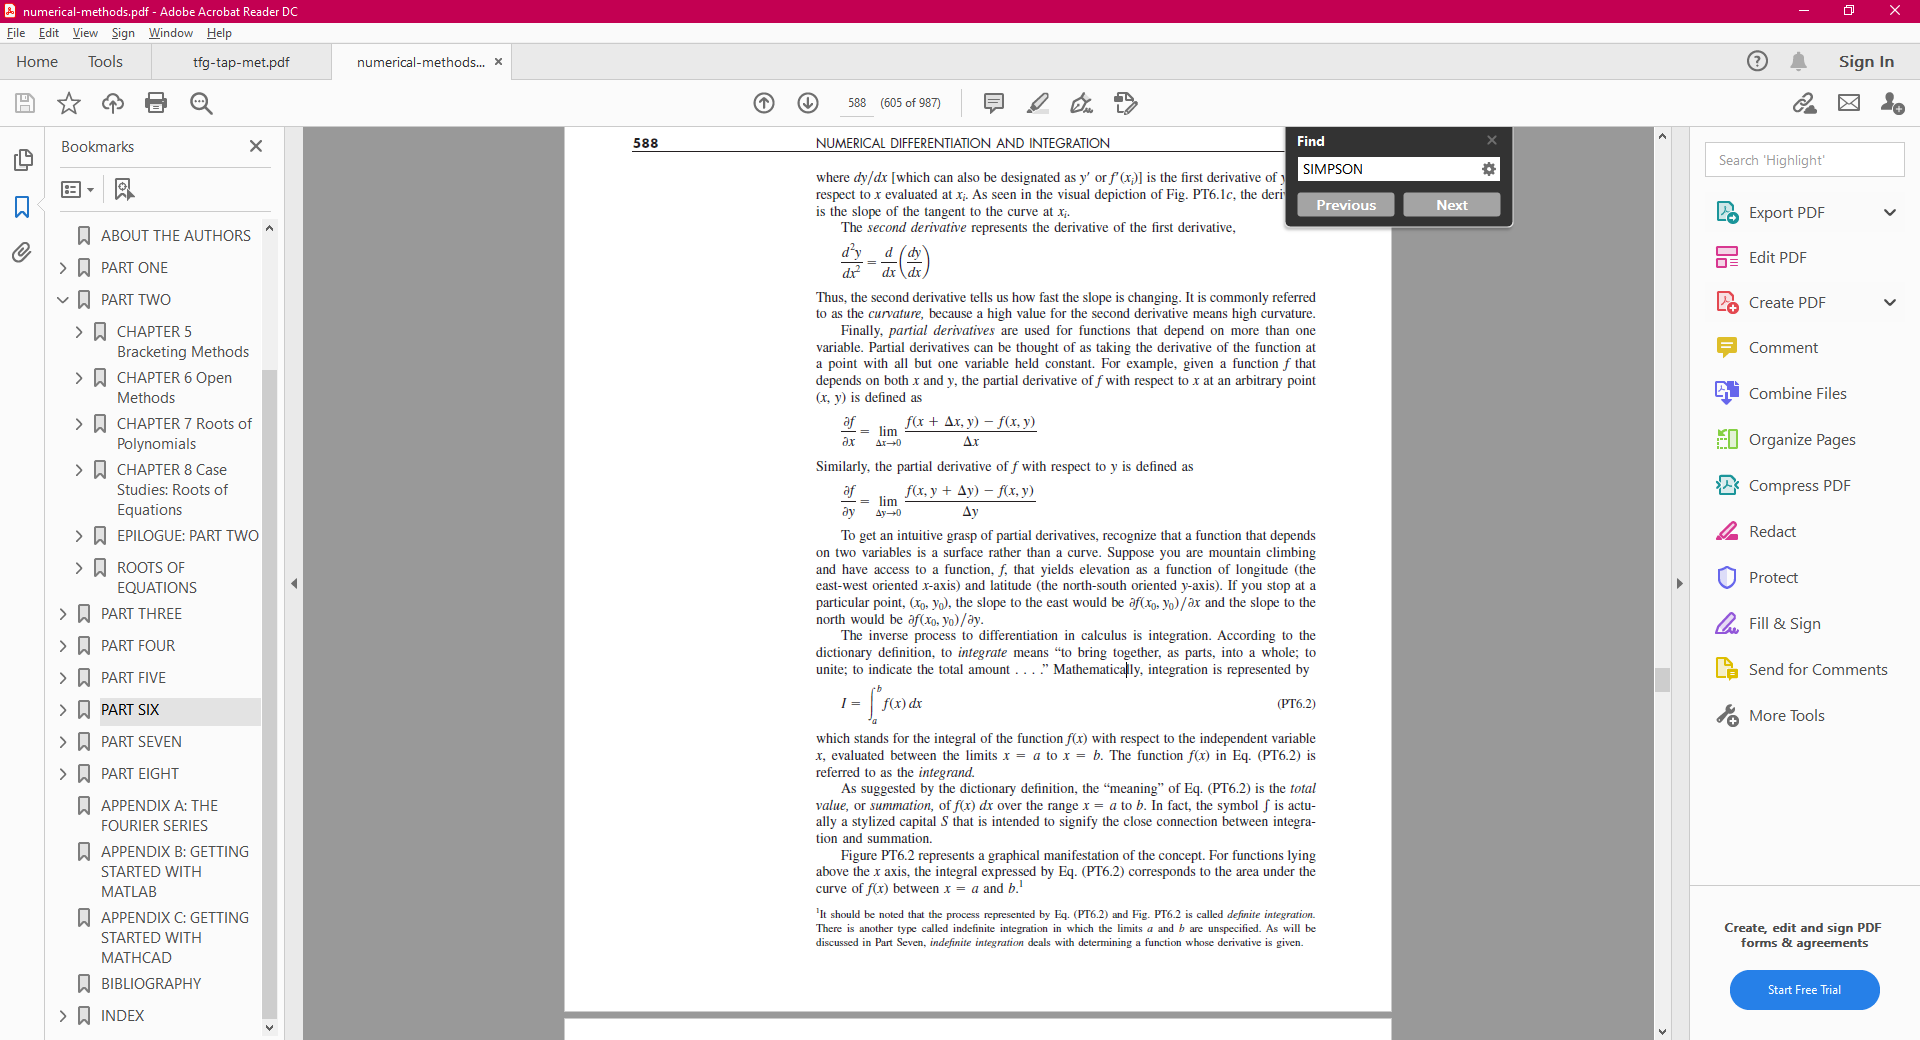 numerical-methods.pdf - Adobe Acrobat Reader DC
File Edit View Sign Window Help
Home Tools tfg-tap-met.pdf numerical-methods... ×
Sign In
588 (605 of 987)
Bookmarks
ABOUT THE AUTHORS
PART ONE
PART TWO
CHAPTER 5
Bracketing Methods
CHAPTER 6 Open
Methods
CHAPTER 7 Roots of
Polynomials
CHAPTER 8 Case
Studies: Roots of
Equations
EPILOGUE: PART TWO
ROOTS OF
EQUATIONS
PART THREE
PART FOUR
PART FIVE
PART SIX
PART SEVEN
PART EIGHT
APPENDIX A: THE
FOURIER SERIES
APPENDIX B: GETTING
STARTED WITH
MATLAB
APPENDIX C: GETTING
STARTED WITH
MATHCAD
BIBLIOGRAPHY
INDEX
588 NUMERICAL DIFFERENTIATION AND INTEGRATION
where dy/dx [which can also be designated as y′ or f′(xᵢ)] is the first derivative of y
respect to x evaluated at xᵢ. As seen in the visual depiction of Fig. PT6.1c, the deri
is the slope of the tangent to the curve at xᵢ.
The second derivative represents the derivative of the first derivative,
d²y/dx² = d/dx (dy/dx)
Thus, the second derivative tells us how fast the slope is changing. It is commonly referred
to as the curvature, because a high value for the second derivative means high curvature.
Finally, partial derivatives are used for functions that depend on more than one
variable. Partial derivatives can be thought of as taking the derivative of the function at
a point with all but one variable held constant. For example, given a function f that
depends on both x and y, the partial derivative of f with respect to x at an arbitrary point
(x, y) is defined as
∂f/∂x = lim Δx→0 f(x + Δx, y) − f(x, y) / Δx
Similarly, the partial derivative of f with respect to y is defined as
∂f/∂y = lim Δy→0 f(x, y + Δy) − f(x, y) / Δy
To get an intuitive grasp of partial derivatives, recognize that a function that depends
on two variables is a surface rather than a curve. Suppose you are mountain climbing
and have access to a function, f, that yields elevation as a function of longitude (the
east-west oriented x-axis) and latitude (the north-south oriented y-axis). If you stop at a
particular point, (x₀, y₀), the slope to the east would be ∂f(x₀, y₀)/∂x and the slope to the
north would be ∂f(x₀, y₀)/∂y.
The inverse process to differentiation in calculus is integration. According to the
dictionary definition, to integrate means “to bring together, as parts, into a whole; to
unite; to indicate the total amount . . . .” Mathematically, integration is represented by
I = ∫ₐᵇ f(x) dx (PT6.2)
which stands for the integral of the function f(x) with respect to the independent variable
x, evaluated between the limits x = a to x = b. The function f(x) in Eq. (PT6.2) is
referred to as the integrand.
As suggested by the dictionary definition, the “meaning” of Eq. (PT6.2) is the total
value, or summation, of f(x) dx over the range x = a to b. In fact, the symbol ∫ is actu-
ally a stylized capital S that is intended to signify the close connection between integra-
tion and summation.
Figure PT6.2 represents a graphical manifestation of the concept. For functions lying
above the x axis, the integral expressed by Eq. (PT6.2) corresponds to the area under the
curve of f(x) between x = a and b.¹
¹It should be noted that the process represented by Eq. (PT6.2) and Fig. PT6.2 is called definite integration.
There is another type called indefinite integration in which the limits a and b are unspecified. As will be
discussed in Part Seven, indefinite integration deals with determining a function whose derivative is given.
Find
SIMPSON
Previous Next
Search 'Highlight'
Export PDF
Edit PDF
Create PDF
Comment
Combine Files
Organize Pages
Compress PDF
Redact
Protect
Fill & Sign
Send for Comments
More Tools
Create, edit and sign PDF
forms & agreements
Start Free Trial